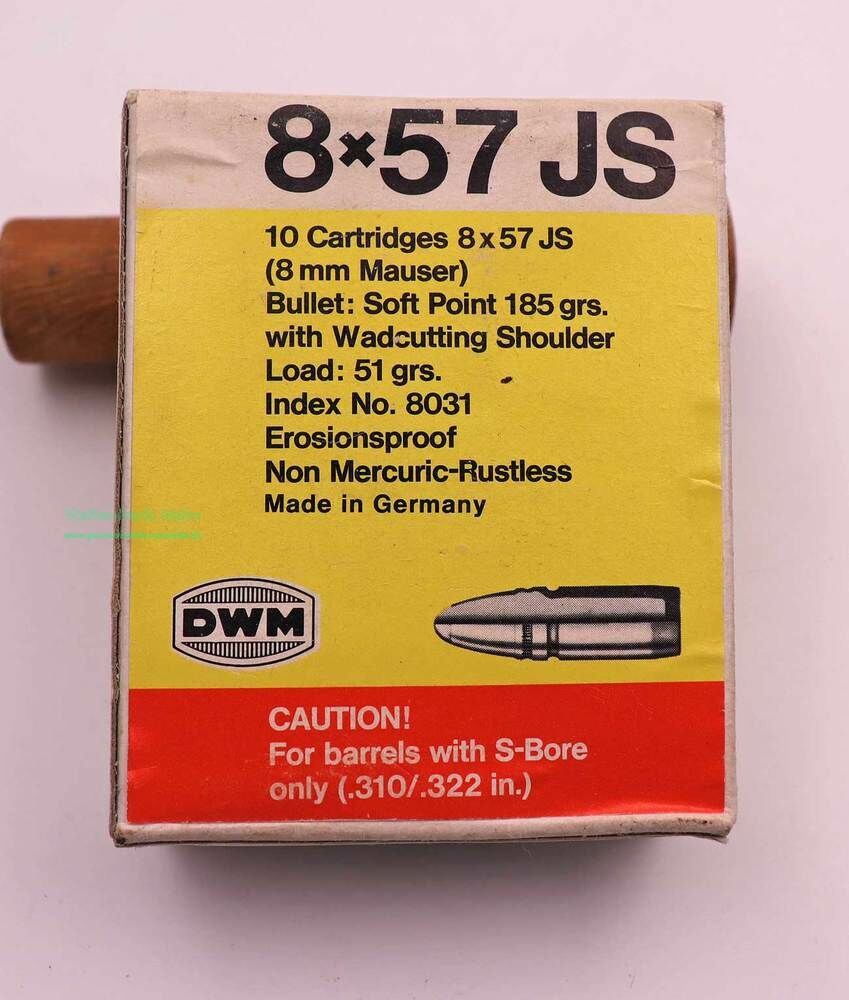 8×57 JS
10 Cartridges 8x57 JS
(8 mm Mauser)
Bullet: Soft Point 185 grs.
with Wadcutting Shoulder
Load: 51 grs.
Index No. 8031
Erosionsproof
Non Mercuric-Rustless
Made in Germany
DWM
CAUTION!
For barrels with S-Bore
only (.310/.322 in.)